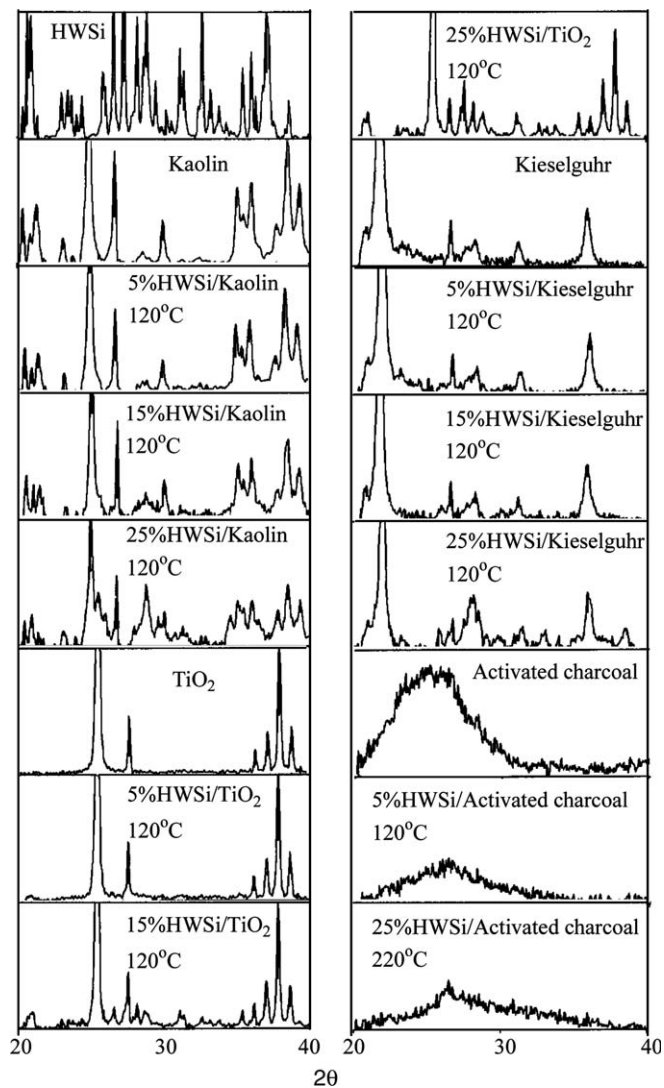 HWSi
Kaolin
5%HWSi/Kaolin
120°C
15%HWSi/Kaolin
120°C
25%HWSi/Kaolin
120°C
TiO₂
5%HWSi/TiO₂
120°C
15%HWSi/TiO₂
120°C
20 30 40
25%HWSi/TiO₂
120°C
Kieselguhr
5%HWSi/Kieselguhr
120°C
15%HWSi/Kieselguhr
120°C
25%HWSi/Kieselguhr
120°C
Activated charcoal
5%HWSi/Activated charcoal
120°C
25%HWSi/Activated charcoal
220°C
20 30 40
2θ